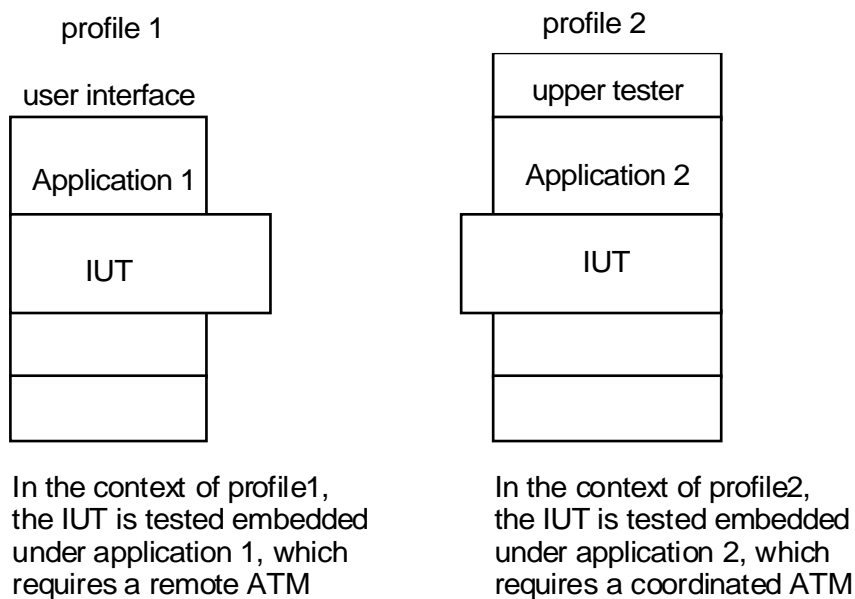 profile 1
user interface
Application 1
IUT
In the context of profile1,
the IUT is tested embedded
under application 1, which
requires a remote ATM
profile 2
upper tester
Application 2
IUT
In the context of profile2,
the IUT is tested embedded
under application 2, which
requires a coordinated ATM